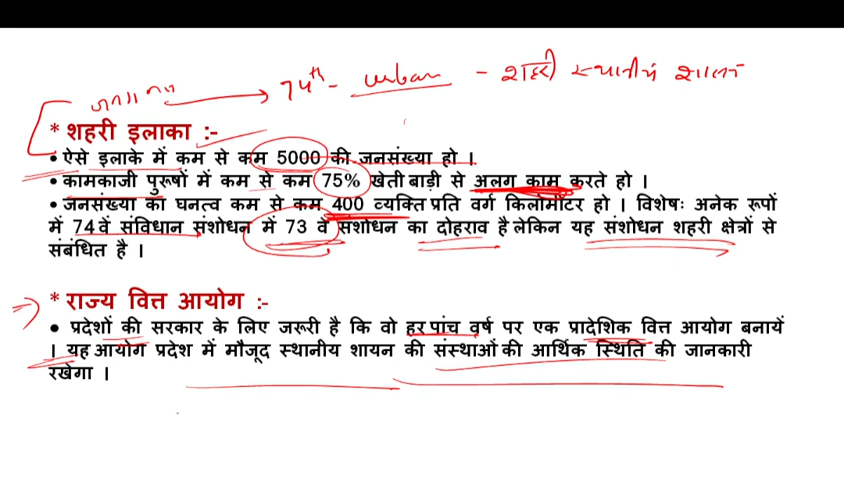 74th - urban - शहरी स्थानीय शासन
* शहरी इलाका :-
• ऐसे इलाके में कम से कम 5000 की जनसंख्या हो ।
• कामकाजी पुरूषों में कम से कम 75% खेती बाड़ी से अलग काम करते हो ।
• जनसंख्या का घनत्व कम से कम 400 व्यक्ति प्रति वर्ग किलोमीटर हो । विशेषः अनेक रूपों
में 74 वें संविधान संशोधन में 73 वें संशोधन का दोहराव है लेकिन यह संशोधन शहरी क्षेत्रों से
संबंधित है ।
* राज्य वित्त आयोग :-
• प्रदेशों की सरकार के लिए जरूरी है कि वो हर पांच वर्ष पर एक प्रादेशिक वित्त आयोग बनायें
। यह आयोग प्रदेश में मौजूद स्थानीय शायन की संस्थाओं की आर्थिक स्थिति की जानकारी
रखेगा ।